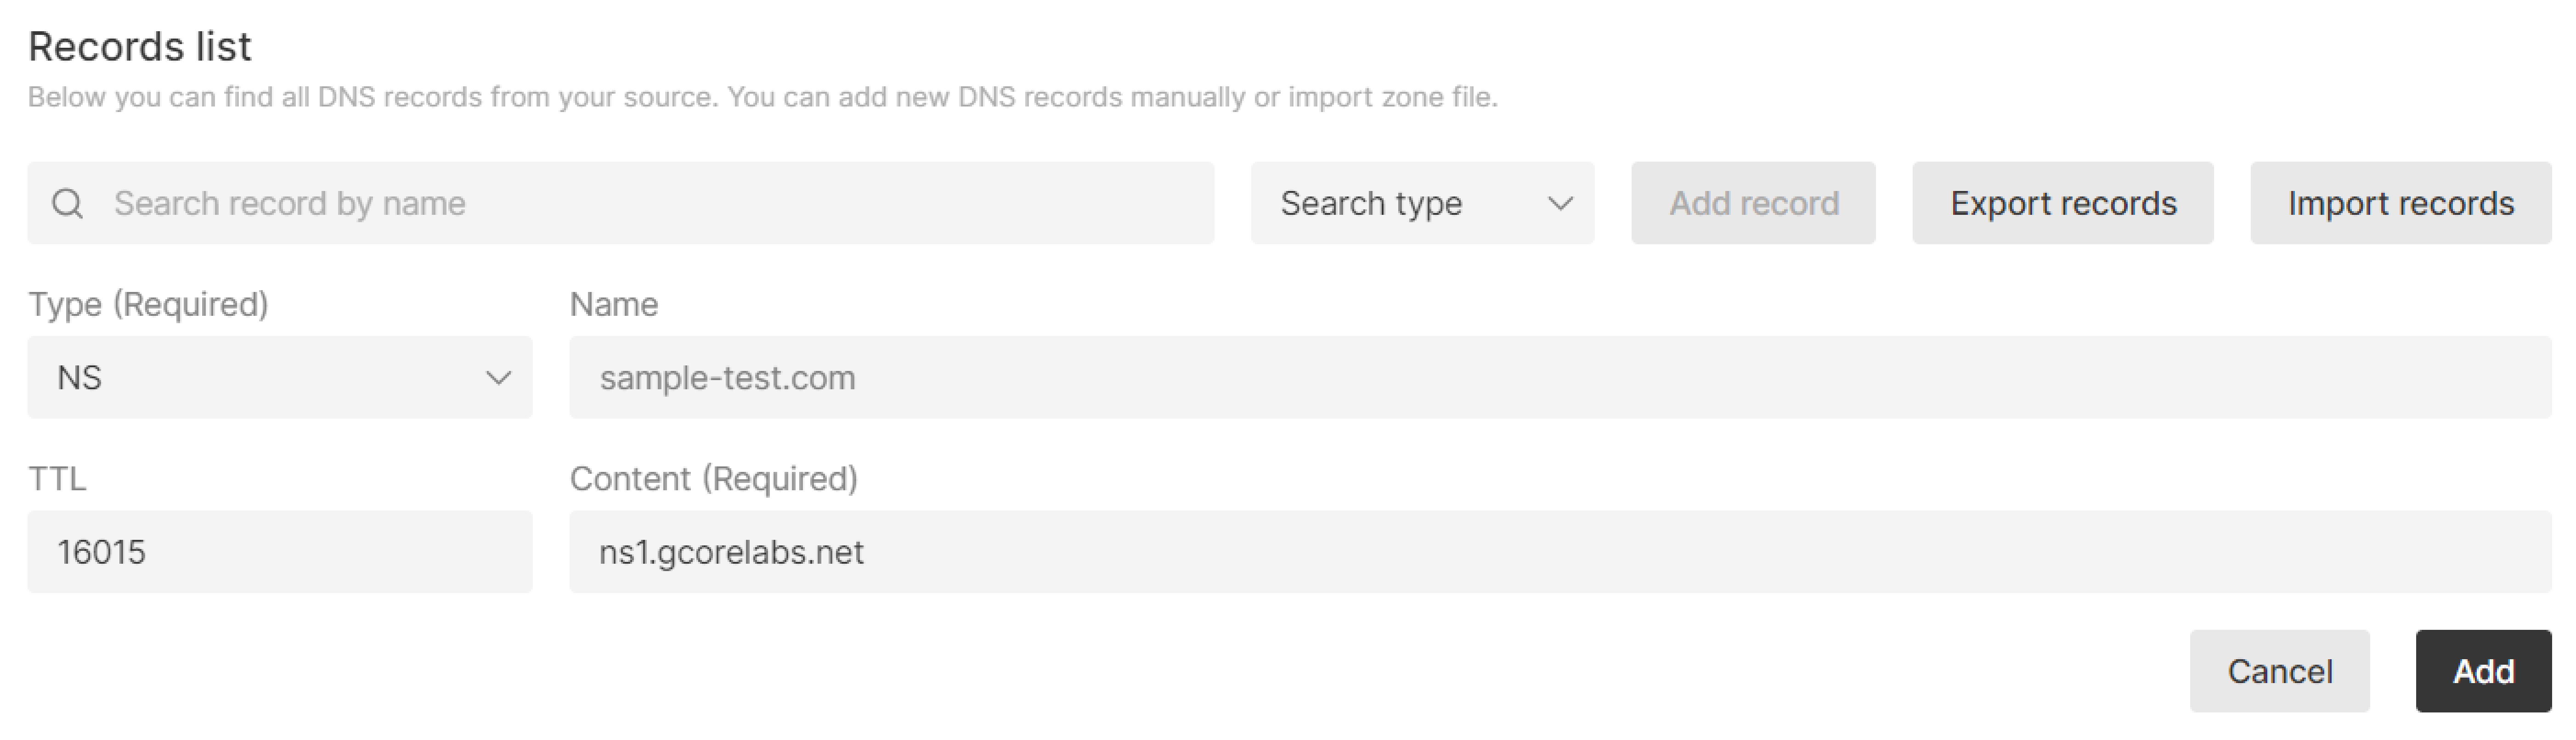 Records list
Below you can find all DNS records from your source. You can add new DNS records manually or import zone file.
Search record by name
Search type
Add record
Export records
Import records
Type (Required)
Name
NS
sample-test.com
TTL
Content (Required)
16015
ns1.gcorelabs.net
Cancel
Add